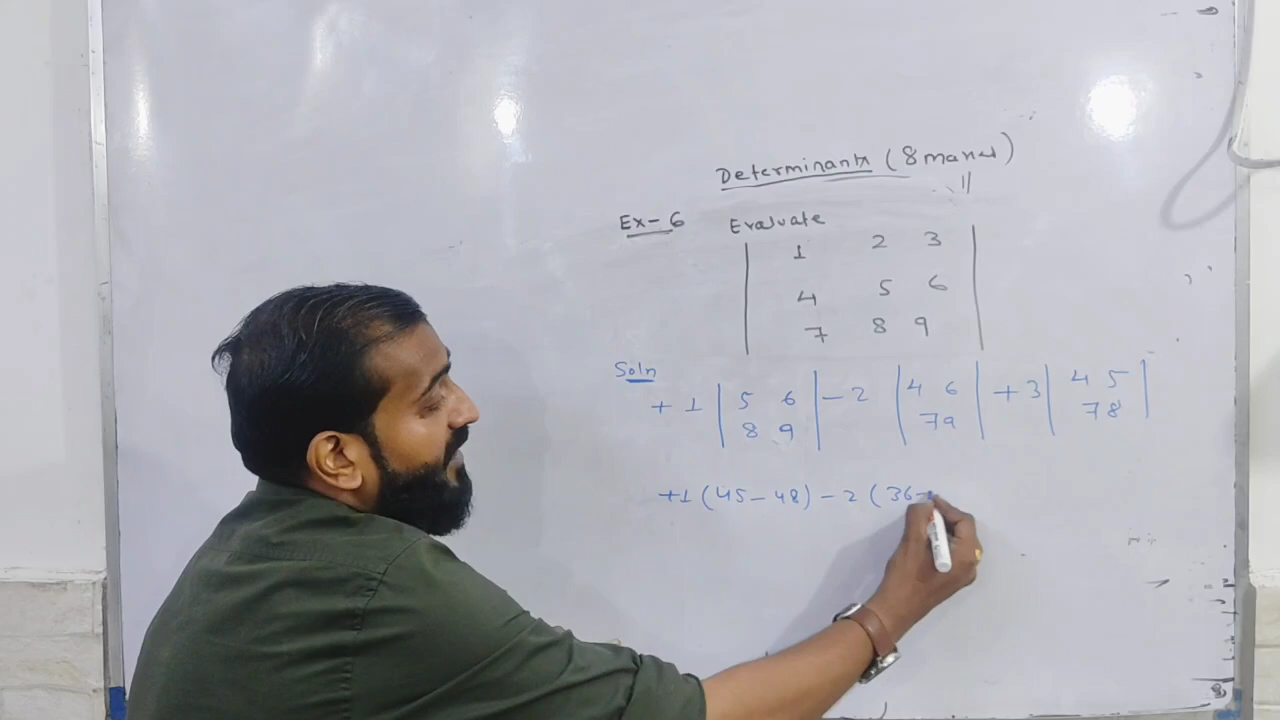 Determinants (8 marks)
Ex-6 Evaluate
1 2 3
4 5 6
7 8 9
Soln
+ 1 | 5 6 | - 2 | 4 6 | + 3 | 4 5 |
8 9 7 9 7 8
+1 (45 - 48) - 2 (36 -